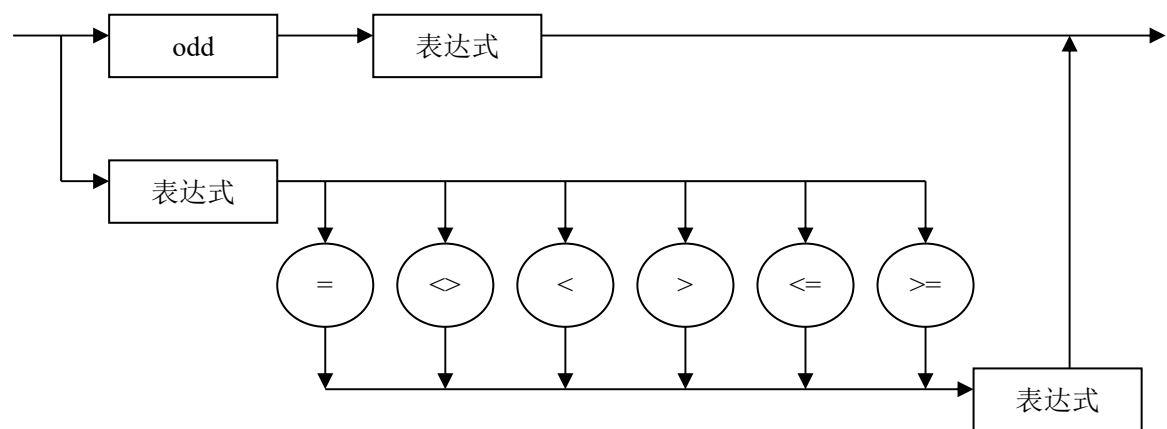 odd
表达式
表达式
=
<>
<
>
<=
>=
表达式